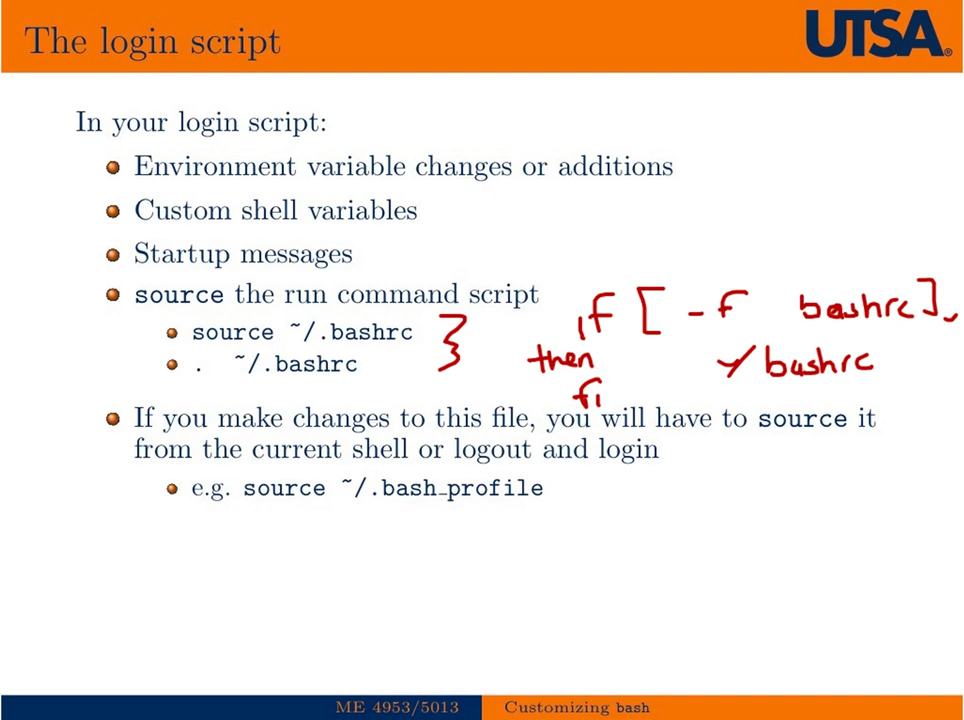 The login script
UTSA®
In your login script:
Environment variable changes or additions
Custom shell variables
Startup messages
source the run command script
if [ -f bashrc].
source ~/.bashrc
then
. ~/.bashrc
bashrc
fi
If you make changes to this file, you will have to source it
from the current shell or logout and login
e.g. source ~/.bash_profile
ME 4953/5013
Customizing bash